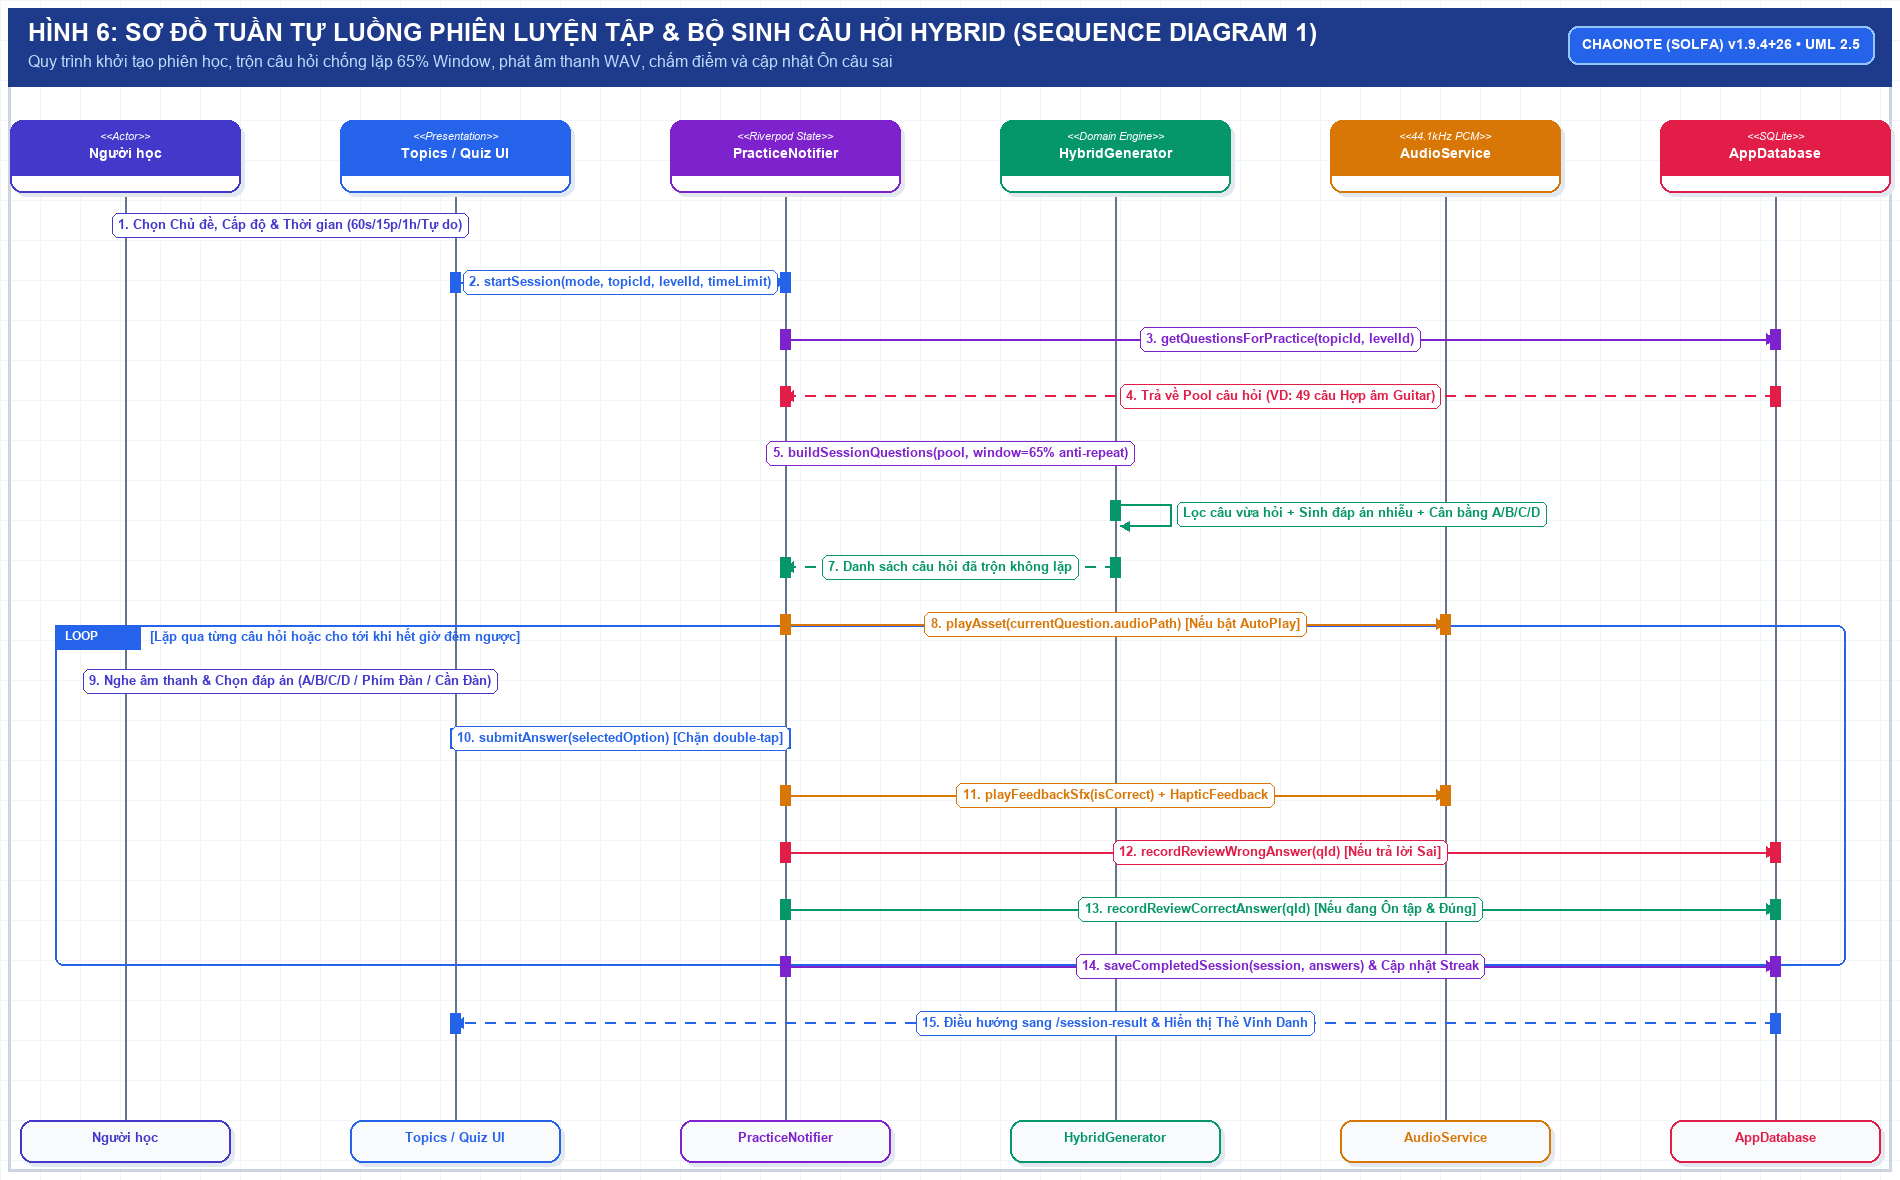 HÌNH 6: SƠ ĐỒ TUẦN TỰ LUỒNG PHIÊN LUYỆN TẬP & BỘ SINH CÂU HỎI HYBRID (SEQUENCE DIAGRAM 1)
Quy trình khởi tạo phiên học, trộn câu hỏi chống lặp 65% Window, phát âm thanh WAV, chấm điểm và cập nhật Ôn câu sai
CHAONOTE (SOLFA) v1.9.4+26 • UML 2.5
<<Actor>>
Người học
<<Presentation>>
Topics / Quiz UI
<<Riverpod State>>
PracticeNotifier
<<Domain Engine>>
HybridGenerator
<<44.1kHz PCM>>
AudioService
<<SQLite>>
AppDatabase
1. Chọn Chủ đề, Cấp độ & Thời gian (60s/15p/1h/Tự do)
2. startSession(mode, topicId, levelId, timeLimit)
3. getQuestionsForPractice(topicId, levelId)
4. Trả về Pool câu hỏi (VD: 49 câu Hợp âm Guitar)
5. buildSessionQuestions(pool, window=65% anti-repeat)
Lọc câu vừa hỏi + Sinh đáp án nhiễu + Cân bằng A/B/C/D
7. Danh sách câu hỏi đã trộn không lặp
8. playAsset(currentQuestion.audioPath) [Nếu bật AutoPlay]
LOOP
[Lặp qua từng câu hỏi hoặc cho tới khi hết giờ đếm ngược]
9. Nghe âm thanh & Chọn đáp án (A/B/C/D / Phím Đàn / Cần Đàn)
10. submitAnswer(selectedOption) [Chặn double-tap]
11. playFeedbackSfx(isCorrect) + HapticFeedback
12. recordReviewWrongAnswer(qId) [Nếu trả lời Sai]
13. recordReviewCorrectAnswer(qId) [Nếu đang Ôn tập & Đúng]
14. saveCompletedSession(session, answers) & Cập nhật Streak
15. Điều hướng sang /session-result & Hiển thị Thẻ Vinh Danh
Người học
Topics / Quiz UI
PracticeNotifier
HybridGenerator
AudioService
AppDatabase